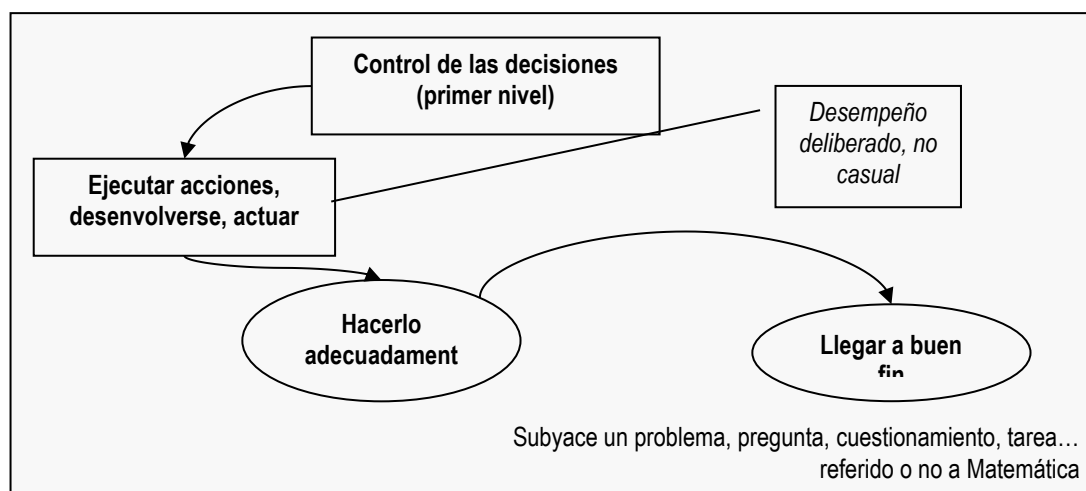 Control de las decisiones
(primer nivel)
Desempeño
deliberado, no
casual
Ejecutar acciones,
desenvolverse, actuar
Hacerlo
adecuadament
Llegar a buen
fin
Subyace un problema, pregunta, cuestionamiento, tarea…
referido o no a Matemática